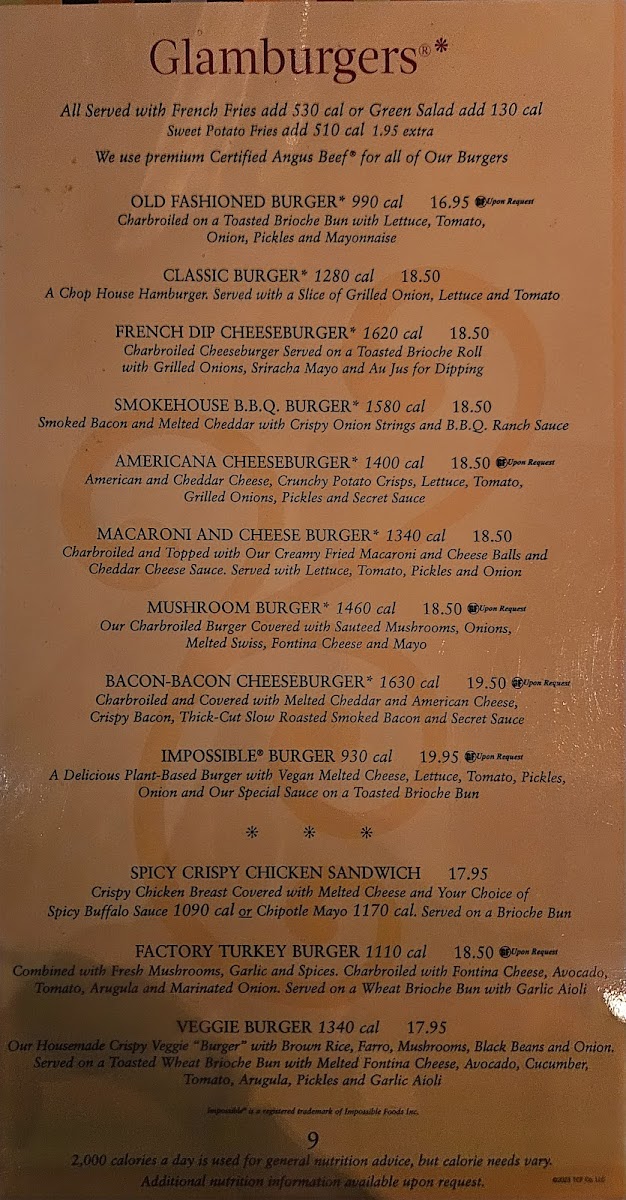 Glamburgers®*
All Served with French Fries add 530 cal or Green Salad add 130 cal
Sweet Potato Fries add 510 cal 1.95 extra
We use premium Certified Angus Beef® for all of Our Burgers
OLD FASHIONED BURGER* 990 cal 16.95 GF Upon Request
Charbroiled on a Toasted Brioche Bun with Lettuce, Tomato,
Onion, Pickles and Mayonnaise
CLASSIC BURGER* 1280 cal 18.50
A Chop House Hamburger. Served with a Slice of Grilled Onion, Lettuce and Tomato
FRENCH DIP CHEESEBURGER* 1620 cal 18.50
Charbroiled Cheeseburger Served on a Toasted Brioche Roll
with Grilled Onions, Sriracha Mayo and Au Jus for Dipping
SMOKEHOUSE B.B.Q. BURGER* 1580 cal 18.50
Smoked Bacon and Melted Cheddar with Crispy Onion Strings and B.B.Q. Ranch Sauce
AMERICANA CHEESEBURGER* 1400 cal 18.50 GF Upon Request
American and Cheddar Cheese, Crunchy Potato Crisps, Lettuce, Tomato,
Grilled Onions, Pickles and Secret Sauce
MACARONI AND CHEESE BURGER* 1340 cal 18.50
Charbroiled and Topped with Our Creamy Fried Macaroni and Cheese Balls and
Cheddar Cheese Sauce. Served with Lettuce, Tomato, Pickles and Onion
MUSHROOM BURGER* 1460 cal 18.50 GF Upon Request
Our Charbroiled Burger Covered with Sauteed Mushrooms, Onions,
Melted Swiss, Fontina Cheese and Mayo
BACON-BACON CHEESEBURGER* 1630 cal 19.50 GF Upon Request
Charbroiled and Covered with Melted Cheddar and American Cheese,
Crispy Bacon, Thick-Cut Slow Roasted Smoked Bacon and Secret Sauce
IMPOSSIBLE® BURGER 930 cal 19.95 GF Upon Request
A Delicious Plant-Based Burger with Vegan Melted Cheese, Lettuce, Tomato, Pickles,
Onion and Our Special Sauce on a Toasted Brioche Bun
* * *
SPICY CRISPY CHICKEN SANDWICH 17.95
Crispy Chicken Breast Covered with Melted Cheese and Your Choice of
Spicy Buffalo Sauce 1090 cal or Chipotle Mayo 1170 cal. Served on a Brioche Bun
FACTORY TURKEY BURGER 1110 cal 18.50 GF Upon Request
Combined with Fresh Mushrooms, Garlic and Spices. Charbroiled with Fontina Cheese, Avocado,
Tomato, Arugula and Marinated Onion. Served on a Wheat Brioche Bun with Garlic Aioli
VEGGIE BURGER 1340 cal 17.95
Our Housemade Crispy Veggie "Burger" with Brown Rice, Farro, Mushrooms, Black Beans and Onion.
Served on a Toasted Wheat Brioche Bun with Melted Fontina Cheese, Avocado, Cucumber,
Tomato, Arugula, Pickles and Garlic Aioli
Impossible® is a registered trademark of Impossible Foods Inc.
9
2,000 calories a day is used for general nutrition advice, but calorie needs vary.
Additional nutrition information available upon request.